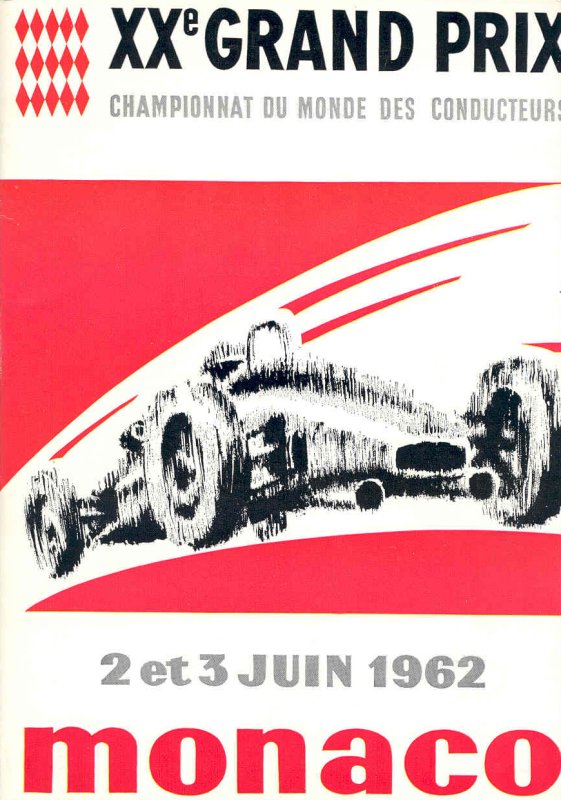 XXe GRAND PRIX
CHAMPIONNAT DU MONDE DES CONDUCTEURS
2 et 3 JUIN 1962
monaco